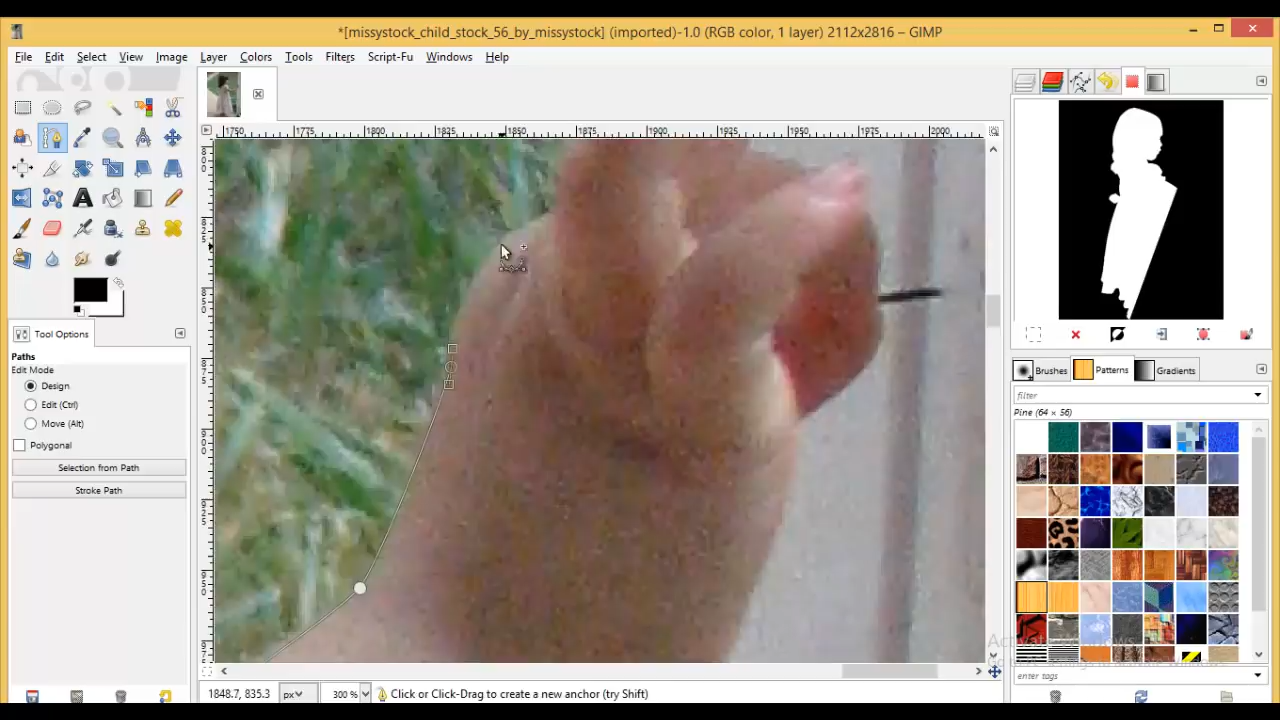 *[missystock_child_stock_56_by_missystock] (imported)-1.0 (RGB color, 1 layer) 2112x2816 – GIMP
File Edit Select View Image Layer Colors Tools Filters Script-Fu Windows Help
1750 1775 1800 1825 1850 1875 1900 1925 1950 1975 2000
Tool Options
Paths
Edit Mode
Design
Edit (Ctrl)
Move (Alt)
Polygonal
Selection from Path
Stroke Path
Brushes Patterns Gradients
filter
Pine (64 × 56)
enter tags
1848.7, 835.3 px 300 % Click or Click-Drag to create a new anchor (try Shift)